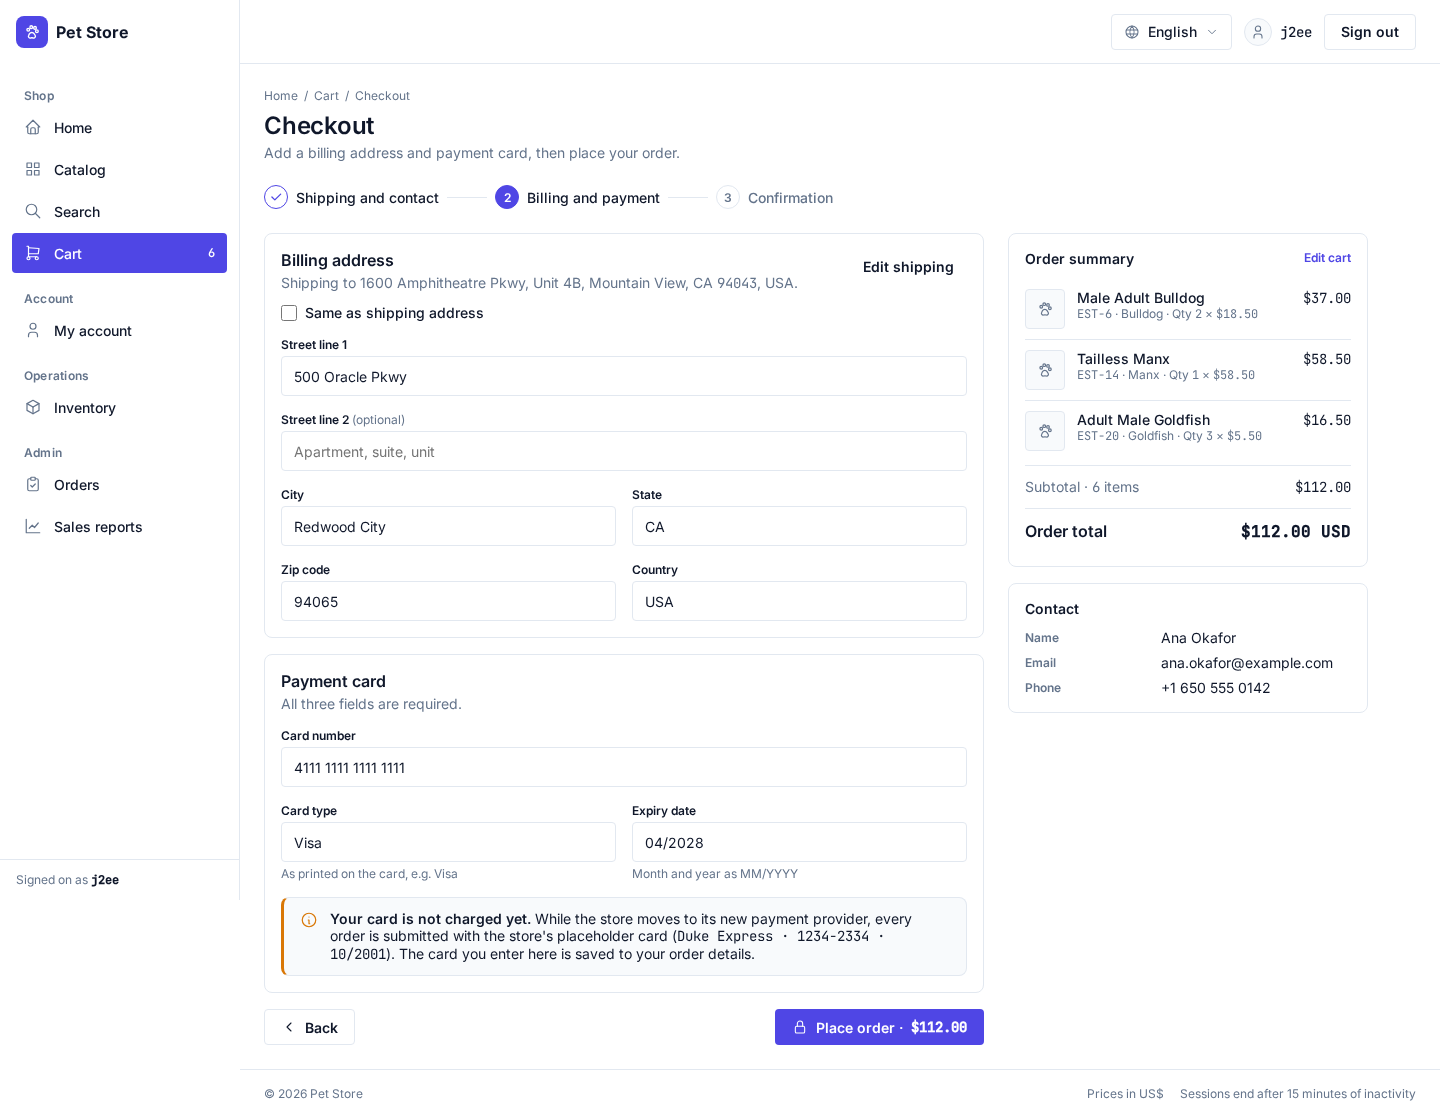 Pet Store
Shop
Home
Catalog
Search
Cart 6
Account
My account
Operations
Inventory
Admin
Orders
Sales reports
Signed on as j2ee
English
j2ee
Sign out
Home / Cart / Checkout
Checkout
Add a billing address and payment card, then place your order.
Shipping and contact 2 Billing and payment 3 Confirmation
Billing address
Shipping to 1600 Amphitheatre Pkwy, Unit 4B, Mountain View, CA 94043, USA.
Edit shipping
Same as shipping address
Street line 1
500 Oracle Pkwy
Street line 2 (optional)
Apartment, suite, unit
City State
Redwood City CA
Zip code Country
94065 USA
Payment card
All three fields are required.
Card number
4111 1111 1111 1111
Card type Expiry date
Visa 04/2028
As printed on the card, e.g. Visa Month and year as MM/YYYY
Your card is not charged yet. While the store moves to its new payment provider, every
order is submitted with the store's placeholder card (Duke Express · 1234-2334 ·
10/2001). The card you enter here is saved to your order details.
Back
Place order · $112.00
Order summary Edit cart
Male Adult Bulldog $37.00
EST-6 · Bulldog · Qty 2 × $18.50
Tailless Manx $58.50
EST-14 · Manx · Qty 1 × $58.50
Adult Male Goldfish $16.50
EST-20 · Goldfish · Qty 3 × $5.50
Subtotal · 6 items $112.00
Order total $112.00 USD
Contact
Name Ana Okafor
Email ana.okafor@example.com
Phone +1 650 555 0142
© 2026 Pet Store
Prices in US$ Sessions end after 15 minutes of inactivity